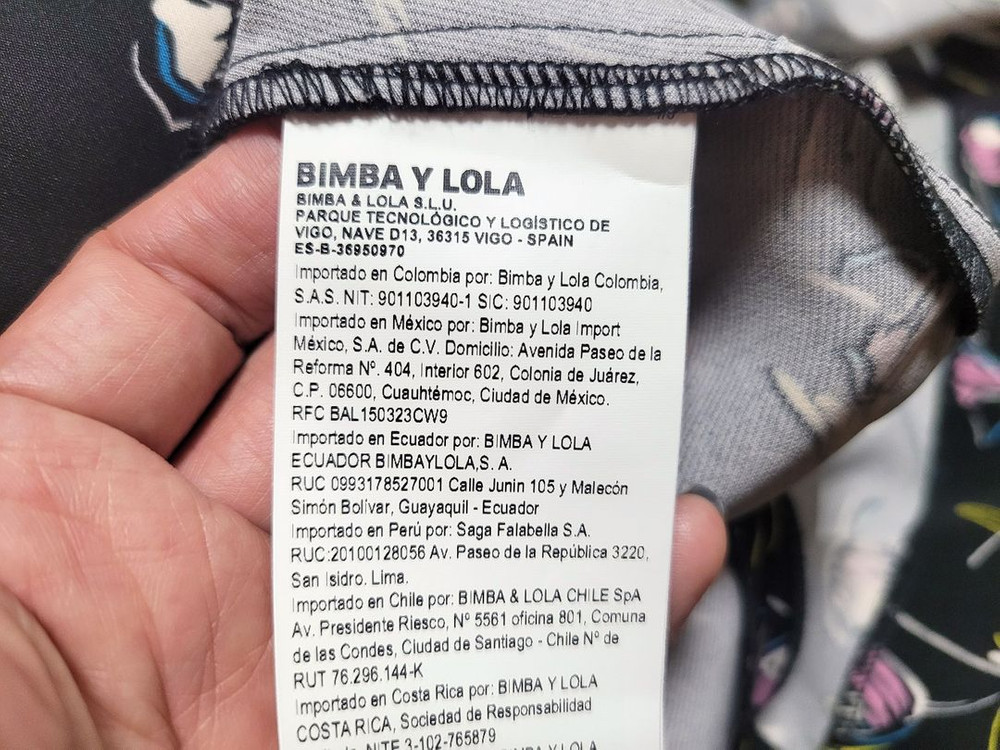 BIMBA Y LOLA
BIMBA & LOLA S.L.U.
PARQUE TECNOLÓGICO Y LOGÍSTICO DE
VIGO, NAVE D13, 36315 VIGO - SPAIN
ES-B-36950970
Importado en Colombia por: Bimba y Lola Colombia,
S.A.S. NIT: 901103940-1 SIC: 901103940
Importado en México por: Bimba y Lola Import
México, S.A. de C.V. Domicilio: Avenida Paseo de la
Reforma Nº. 404, Interior 602, Colonia de Juárez,
C.P. 06600, Cuauhtémoc, Ciudad de México.
RFC BAL150323CW9
Importado en Ecuador por: BIMBA Y LOLA
ECUADOR BIMBAYLOLA,S. A.
RUC 0993178527001 Calle Junin 105 y Malecón
Simón Bolívar, Guayaquil - Ecuador
Importado en Perú por: Saga Falabella S.A.
RUC:20100128056 Av. Paseo de la República 3220,
San Isidro. Lima.
Importado en Chile por: BIMBA & LOLA CHILE SpA
Av. Presidente Riesco, Nº 5561 oficina 801, Comuna
de las Condes, Ciudad de Santiago - Chile Nº de
RUT 76.296.144-K
Importado en Costa Rica por: BIMBA Y LOLA
COSTA RICA, Sociedad de Responsabilidad
NITE 3-102-765879
BIMBA Y LOLA